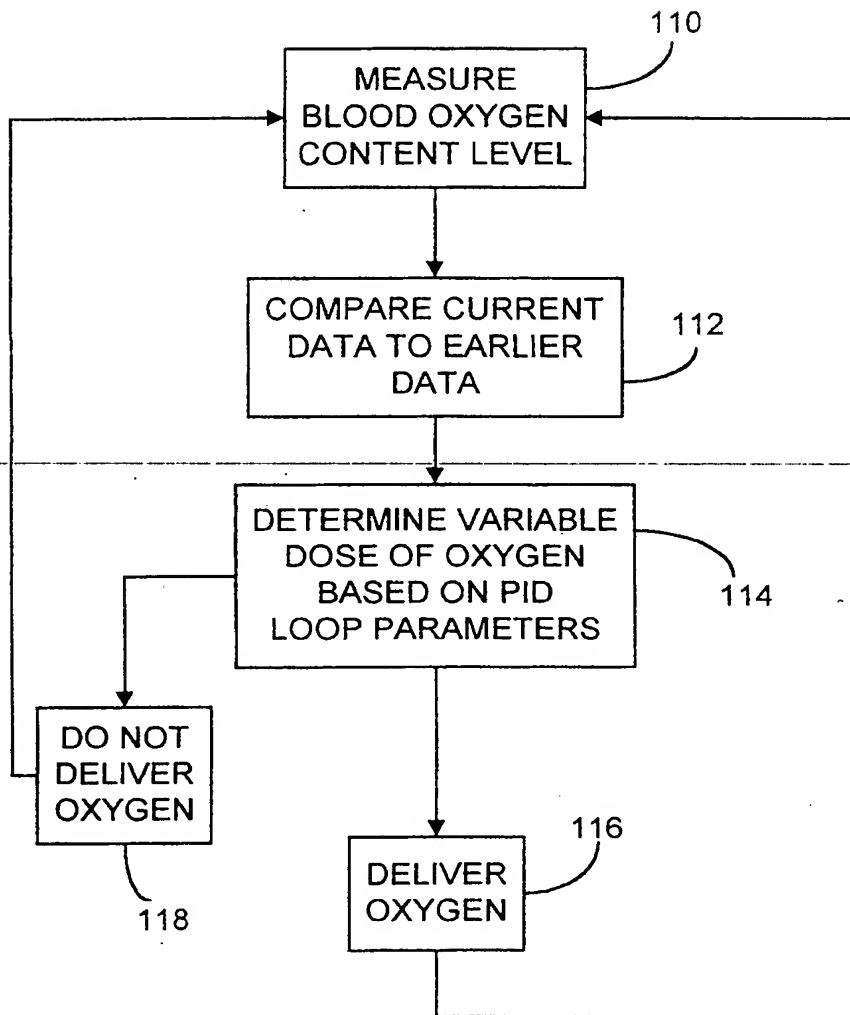 110
MEASURE
BLOOD OXYGEN
CONTENT LEVEL
COMPARE CURRENT
DATA TO EARLIER
DATA
112
DETERMINE VARIABLE
DOSE OF OXYGEN
BASED ON PID
LOOP PARAMETERS
114
DO NOT
DELIVER
OXYGEN
118
DELIVER
OXYGEN
116